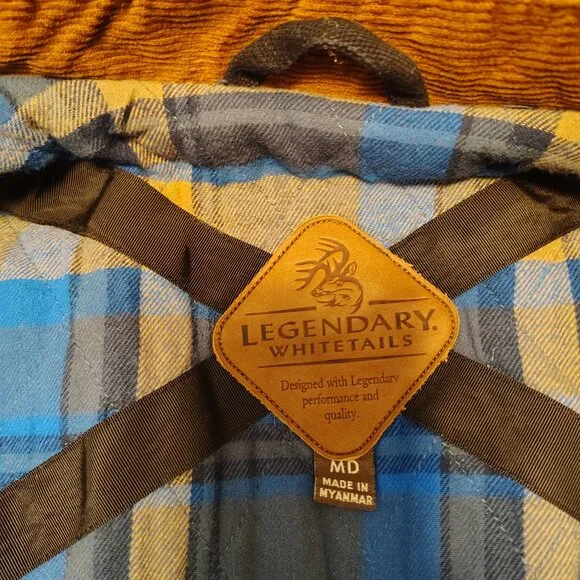 LEGENDARY.
WHITETAILS
Designed with Legendary
performance and
quality.
MD
MADE IN
MYANMAR